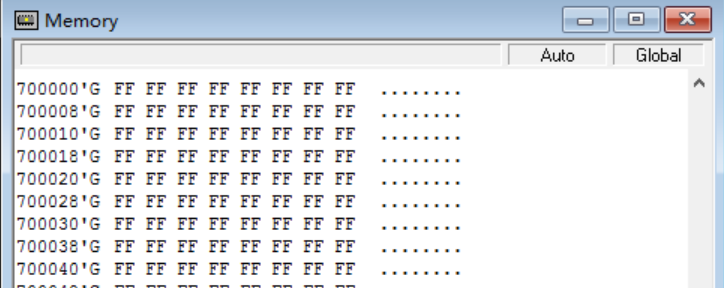 Memory
Auto Global
700000'G FF FF FF FF FF FF FF FF ........
700008'G FF FF FF FF FF FF FF FF ........
700010'G FF FF FF FF FF FF FF FF ........
700018'G FF FF FF FF FF FF FF FF ........
700020'G FF FF FF FF FF FF FF FF ........
700028'G FF FF FF FF FF FF FF FF ........
700030'G FF FF FF FF FF FF FF FF ........
700038'G FF FF FF FF FF FF FF FF ........
700040'G FF FF FF FF FF FF FF FF ........